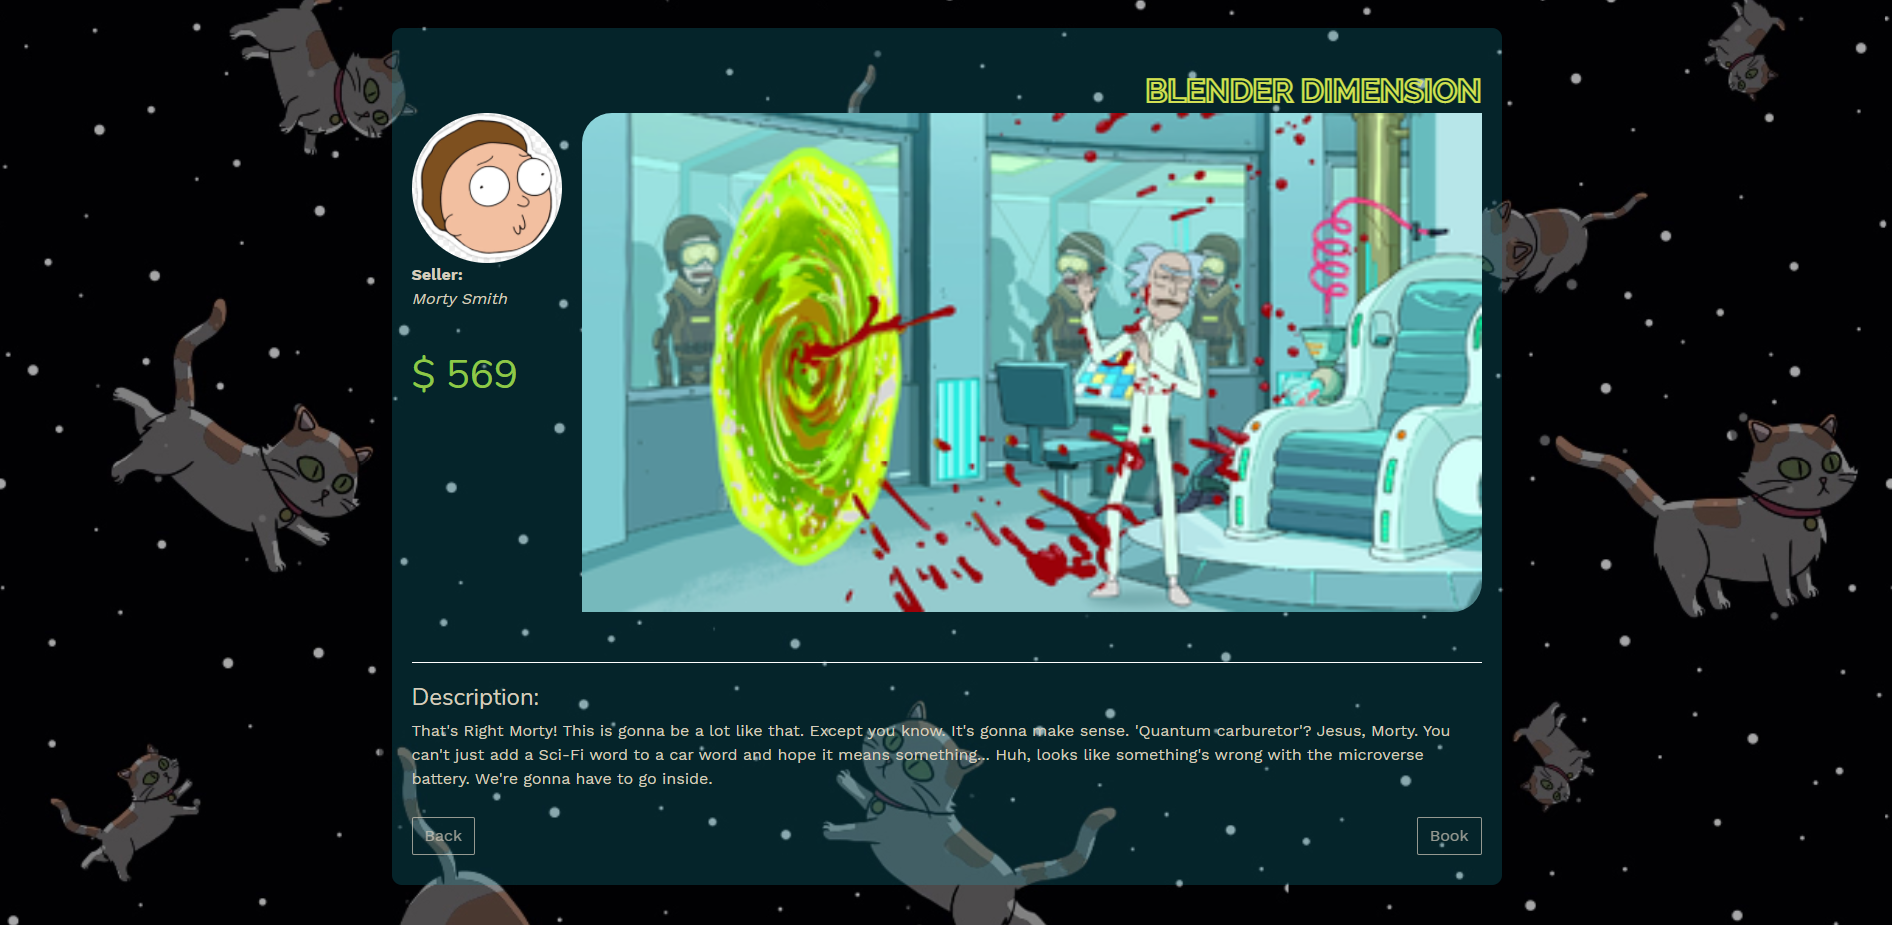 BLENDER DIMENSION
Seller:
Morty Smith
$ 569
Description:
That's Right Morty! This is gonna be a lot like that. Except you know. It's gonna make sense. 'Quantum carburetor'? Jesus, Morty. You
can't just add a Sci-Fi word to a car word and hope it means something... Huh, looks like something's wrong with the microverse
battery. We're gonna have to go inside.
Back
Book